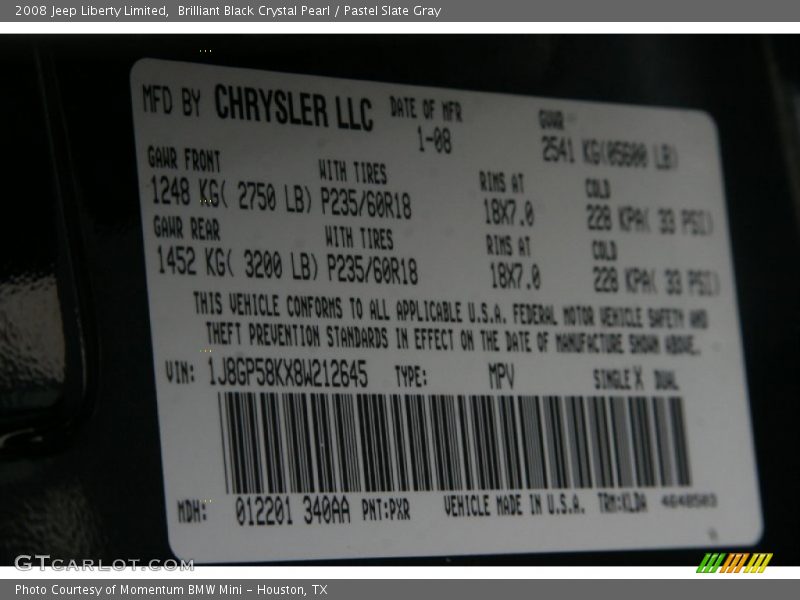 2008 Jeep Liberty Limited,  Brilliant Black Crystal Pearl / Pastel Slate Gray
MFD BY CHRYSLER LLC DATE OF MFR GVWR
1-08 2541 KG(05600 LB)
GAWR FRONT WITH TIRES RIMS AT COLD
1248 KG( 2750 LB) P235/60R18 18X7.0 228 KPA( 33 PSI)
GAWR REAR WITH TIRES RIMS AT COLD
1452 KG( 3200 LB) P235/60R18 18X7.0 228 KPA( 33 PSI)
THIS VEHICLE CONFORMS TO ALL APPLICABLE U.S.A. FEDERAL MOTOR VEHICLE SAFETY AND
THEFT PREVENTION STANDARDS IN EFFECT ON THE DATE OF MANUFACTURE SHOWN ABOVE.
VIN: 1J8GP58KX8W212645 TYPE: MPV SINGLE X DUAL
MDH: 012201 340AA PNT:PXR VEHICLE MADE IN U.S.A. TRM:KLDA
GTCARLOT.COM
Photo Courtesy of Momentum BMW Mini - Houston, TX